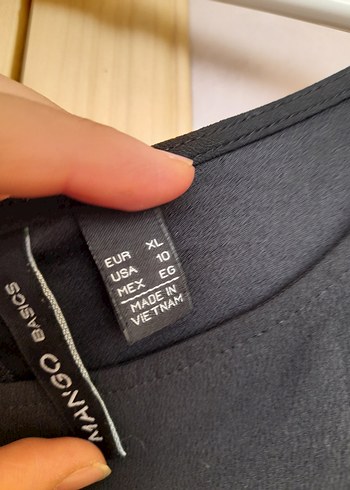 EUR XL
USA 10
MEX EG
MADE IN
VIETNAM
MANGO
BASICS